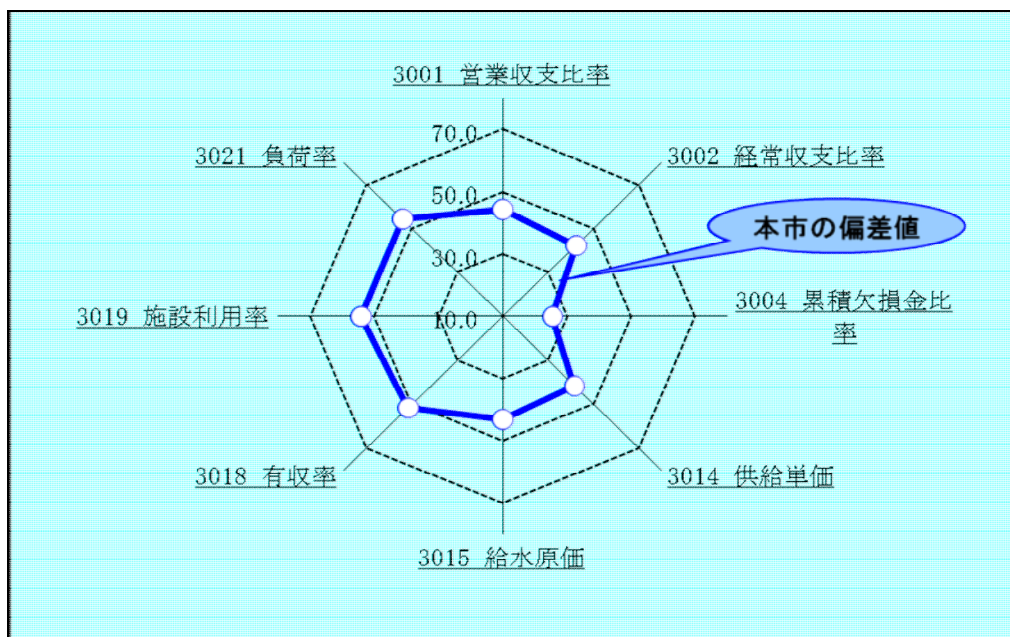 3001 営業収支比率
70.0
3021 負荷率
3002 経常収支比率
50.0
本市の偏差値
30.0
3019 施設利用率
10.0
3004 累積欠損金比
率
3018 有収率
3014 供給単価
3015 給水原価